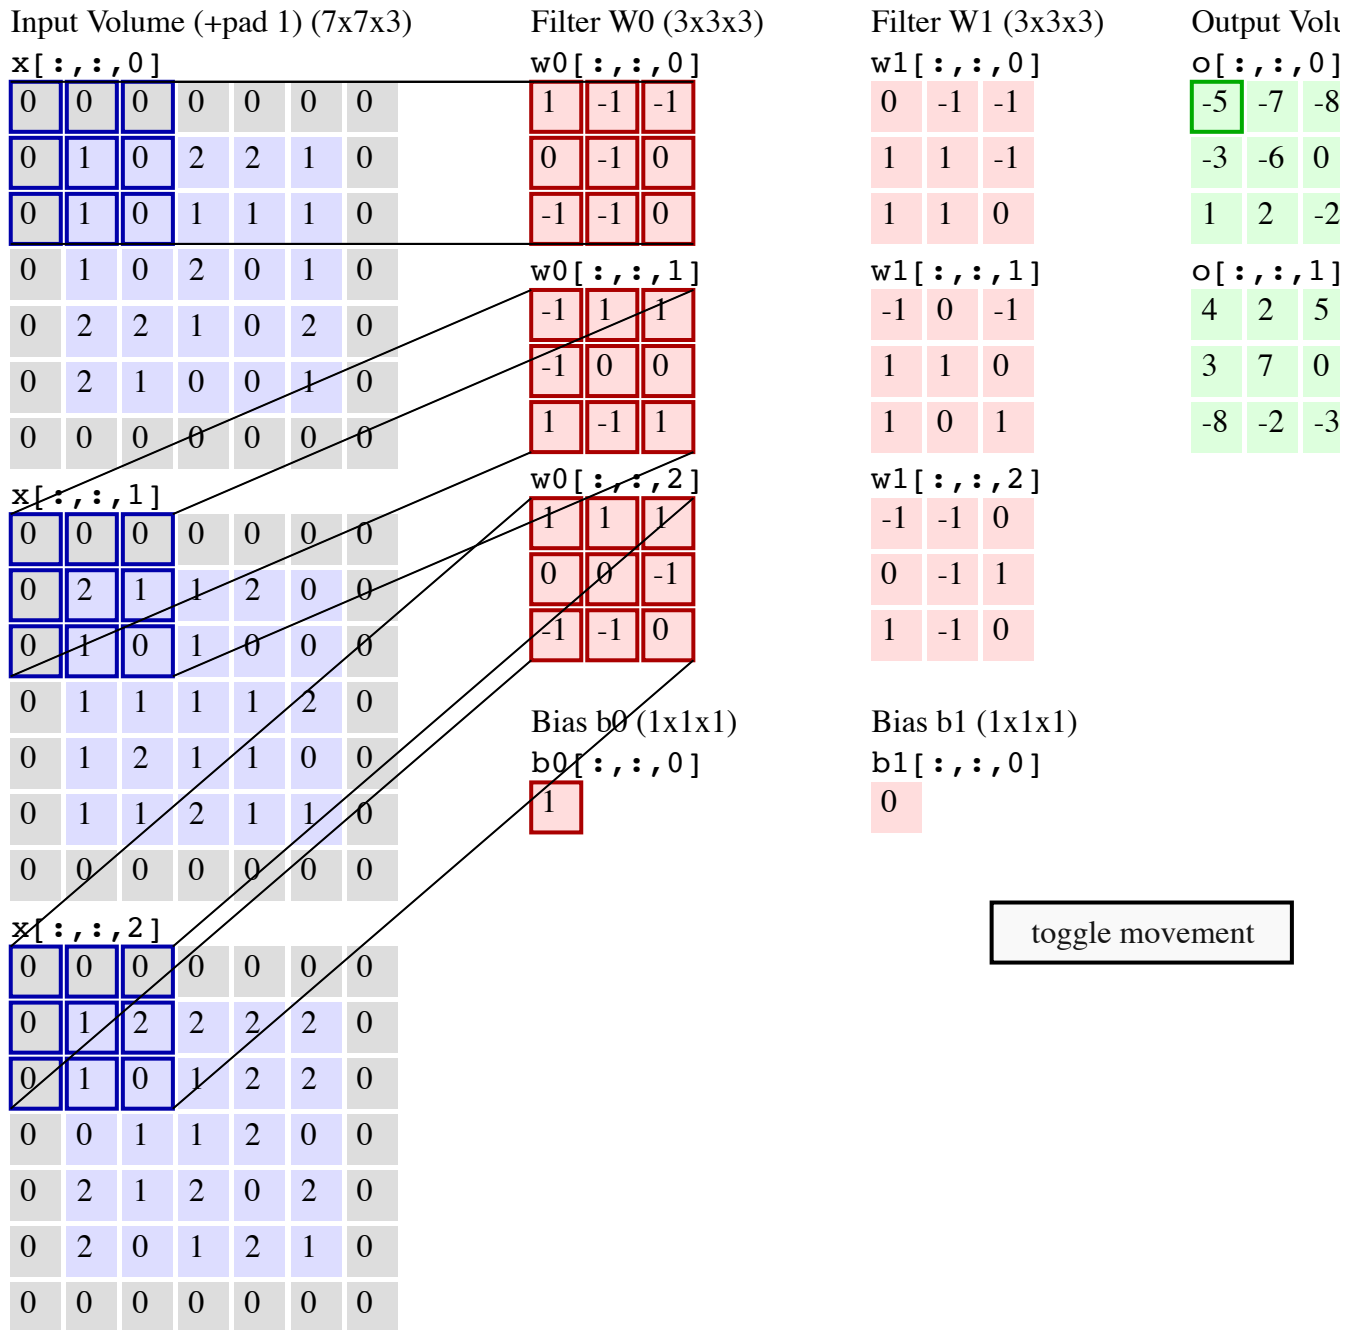 Input Volume (+pad 1) (7x7x3)
x[:,:,0]
0 0 0 0 0 0 0
0 1 0 2 2 1 0
0 1 0 1 1 1 0
0 1 0 2 0 1 0
0 2 2 1 0 2 0
0 2 1 0 0 1 0
0 0 0 0 0 0 0
x[:,:,1]
0 0 0 0 0 0 0
0 2 1 1 2 0 0
0 1 0 1 0 0 0
0 1 1 1 1 2 0
0 1 2 1 1 0 0
0 1 1 2 1 1 0
0 0 0 0 0 0 0
x[:,:,2]
0 0 0 0 0 0 0
0 1 2 2 2 2 0
0 1 0 1 2 2 0
0 0 1 1 2 0 0
0 2 1 2 0 2 0
0 2 0 1 2 1 0
0 0 0 0 0 0 0
Filter W0 (3x3x3)
w0[:,:,0]
1 -1 -1
0 -1 0
-1 -1 0
w0[:,:,1]
-1 1 1
-1 0 0
1 -1 1
w0[:,:,2]
1 1 1
0 0 -1
-1 -1 0
Bias b0 (1x1x1)
b0[:,:,0]
1
Filter W1 (3x3x3)
w1[:,:,0]
0 -1 -1
1 1 -1
1 1 0
w1[:,:,1]
-1 0 -1
1 1 0
1 0 1
w1[:,:,2]
-1 -1 0
0 -1 1
1 -1 0
Bias b1 (1x1x1)
b1[:,:,0]
0
Output
o[:,:,0]
-5 -7 -8
-3 -6 0
1 2 -2
o[:,:,1]
4 2 5
3 7 0
-8 -2 -3
toggle movement